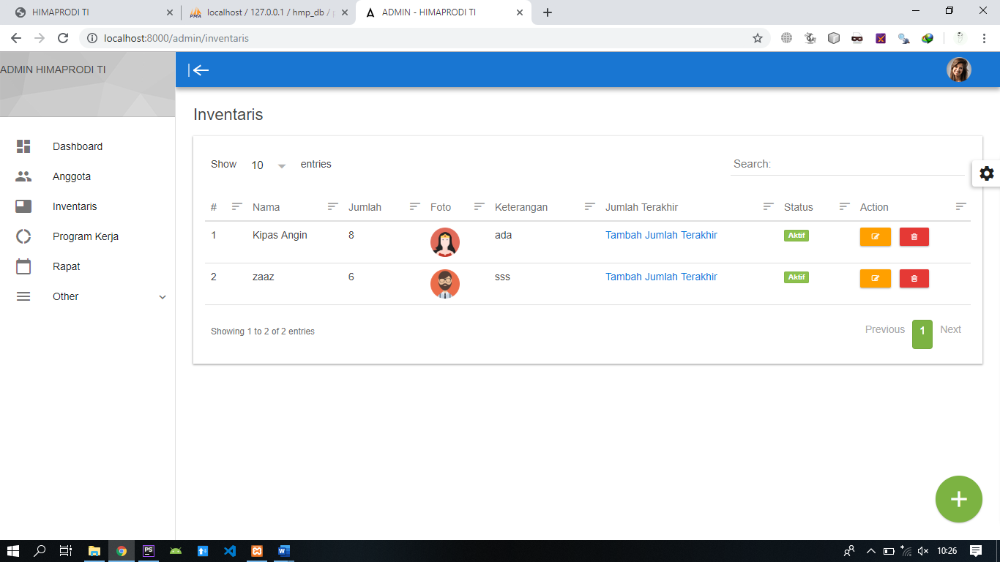 HIMAPRODI TI
localhost / 127.0.0.1 / hmp_db / p
ADMIN - HIMAPRODI TI
localhost:8000/admin/inventaris
ADMIN HIMAPRODI TI
Dashboard
Anggota
Inventaris
Program Kerja
Rapat
Other
Inventaris
Show 10 entries
Search:
# Nama Jumlah Foto Keterangan Jumlah Terakhir Status Action
1 Kipas Angin 8 ada Tambah Jumlah Terakhir Aktif
2 zaaz 6 sss Tambah Jumlah Terakhir Aktif
Showing 1 to 2 of 2 entries
Previous 1 Next
10:26